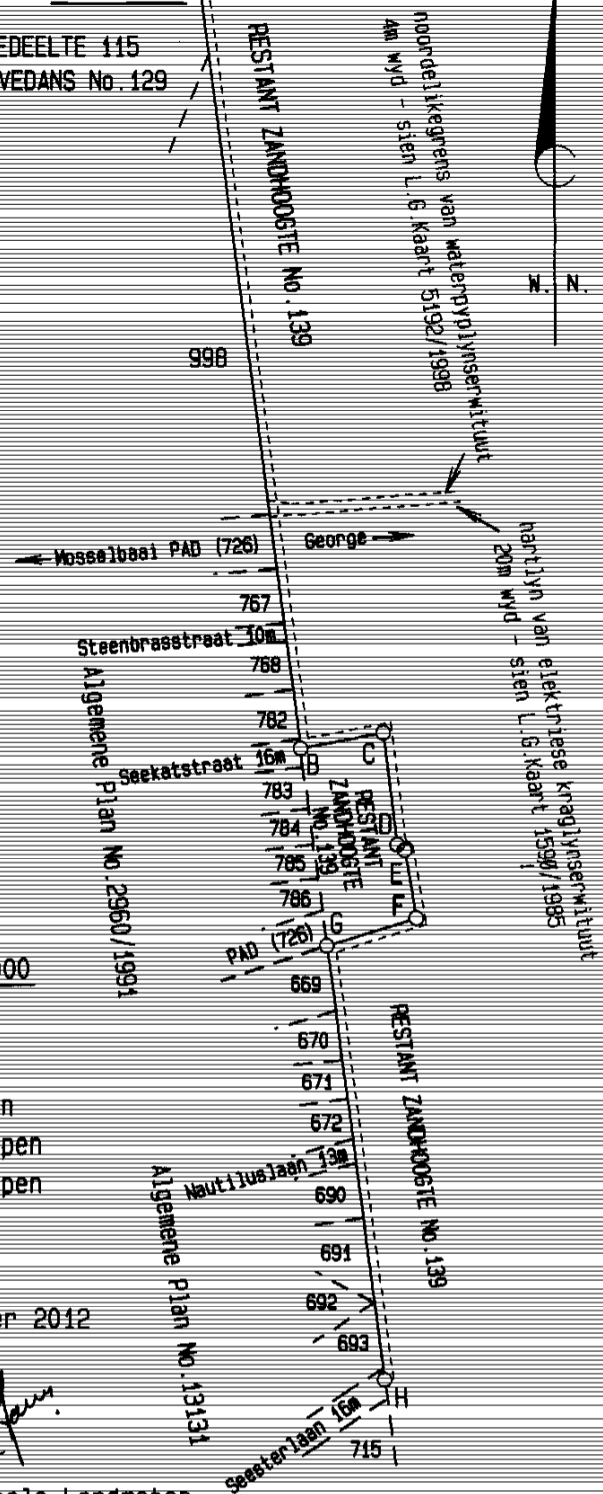 EDEELTE 115
VEDANS No.129
RESTANT ZANDHOOGTE No.139
noordelikegrens van waterpyplynserwituut
4m wyd - sien L.G.Kaart 5192/1998
W. N.
998
Mosselbaai PAD (726)
George
767
Steenbrasstraat 10m
768
hartlyn van elektriese kraglynserwituut
20m wyd - sien L.G.Kaart /1985
Algemene Plan No.2960/1991
782
Seekatstraat 16m
B
C
783
RESTANT
ZANDHOOGTE
No.139
784
D
785
E
786
F
G
PAD (726)
000
669
670
RESTANT ZANDHOOGTE No.139
671
n
672
pen
Nautiluslaan 13m
pen
690
Algemene Plan No.13131
691
692
er 2012
693
H
Seesterlaan 16m
715